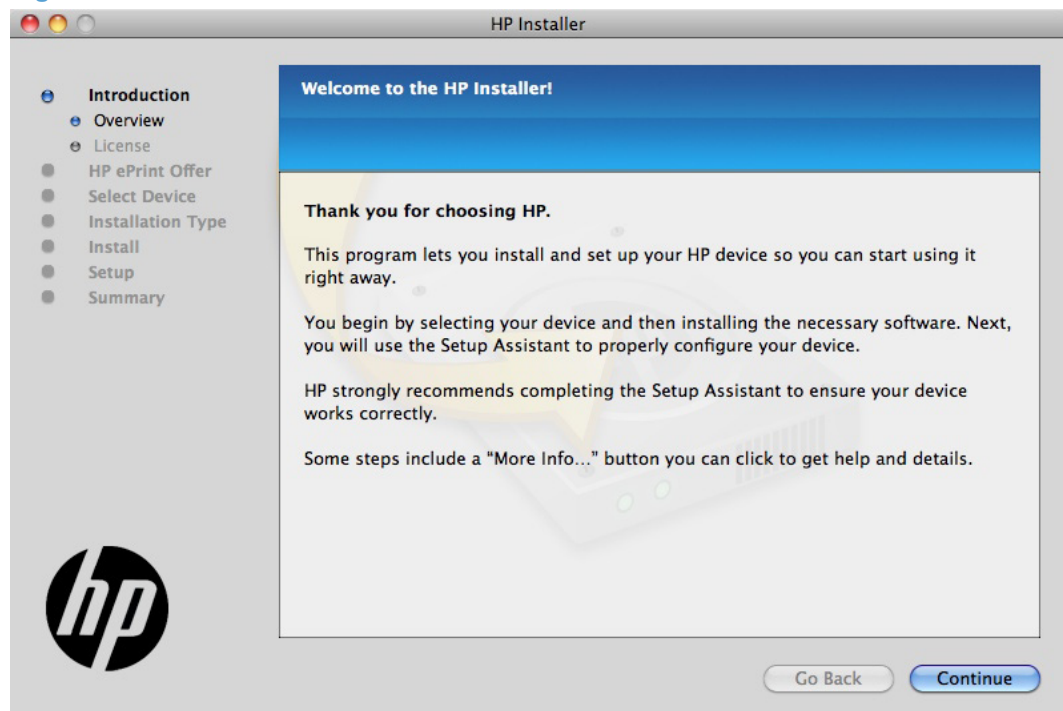 HP Installer
Introduction
Overview
License
HP ePrint Offer
Select Device
Installation Type
Install
Setup
Summary
hp
Welcome to the HP Installer!
Thank you for choosing HP.
This program lets you install and set up your HP device so you can start using it
right away.
You begin by selecting your device and then installing the necessary software. Next,
you will use the Setup Assistant to properly configure your device.
HP strongly recommends completing the Setup Assistant to ensure your device
works correctly.
Some steps include a “More Info...” button you can click to get help and details.
Go Back
Continue